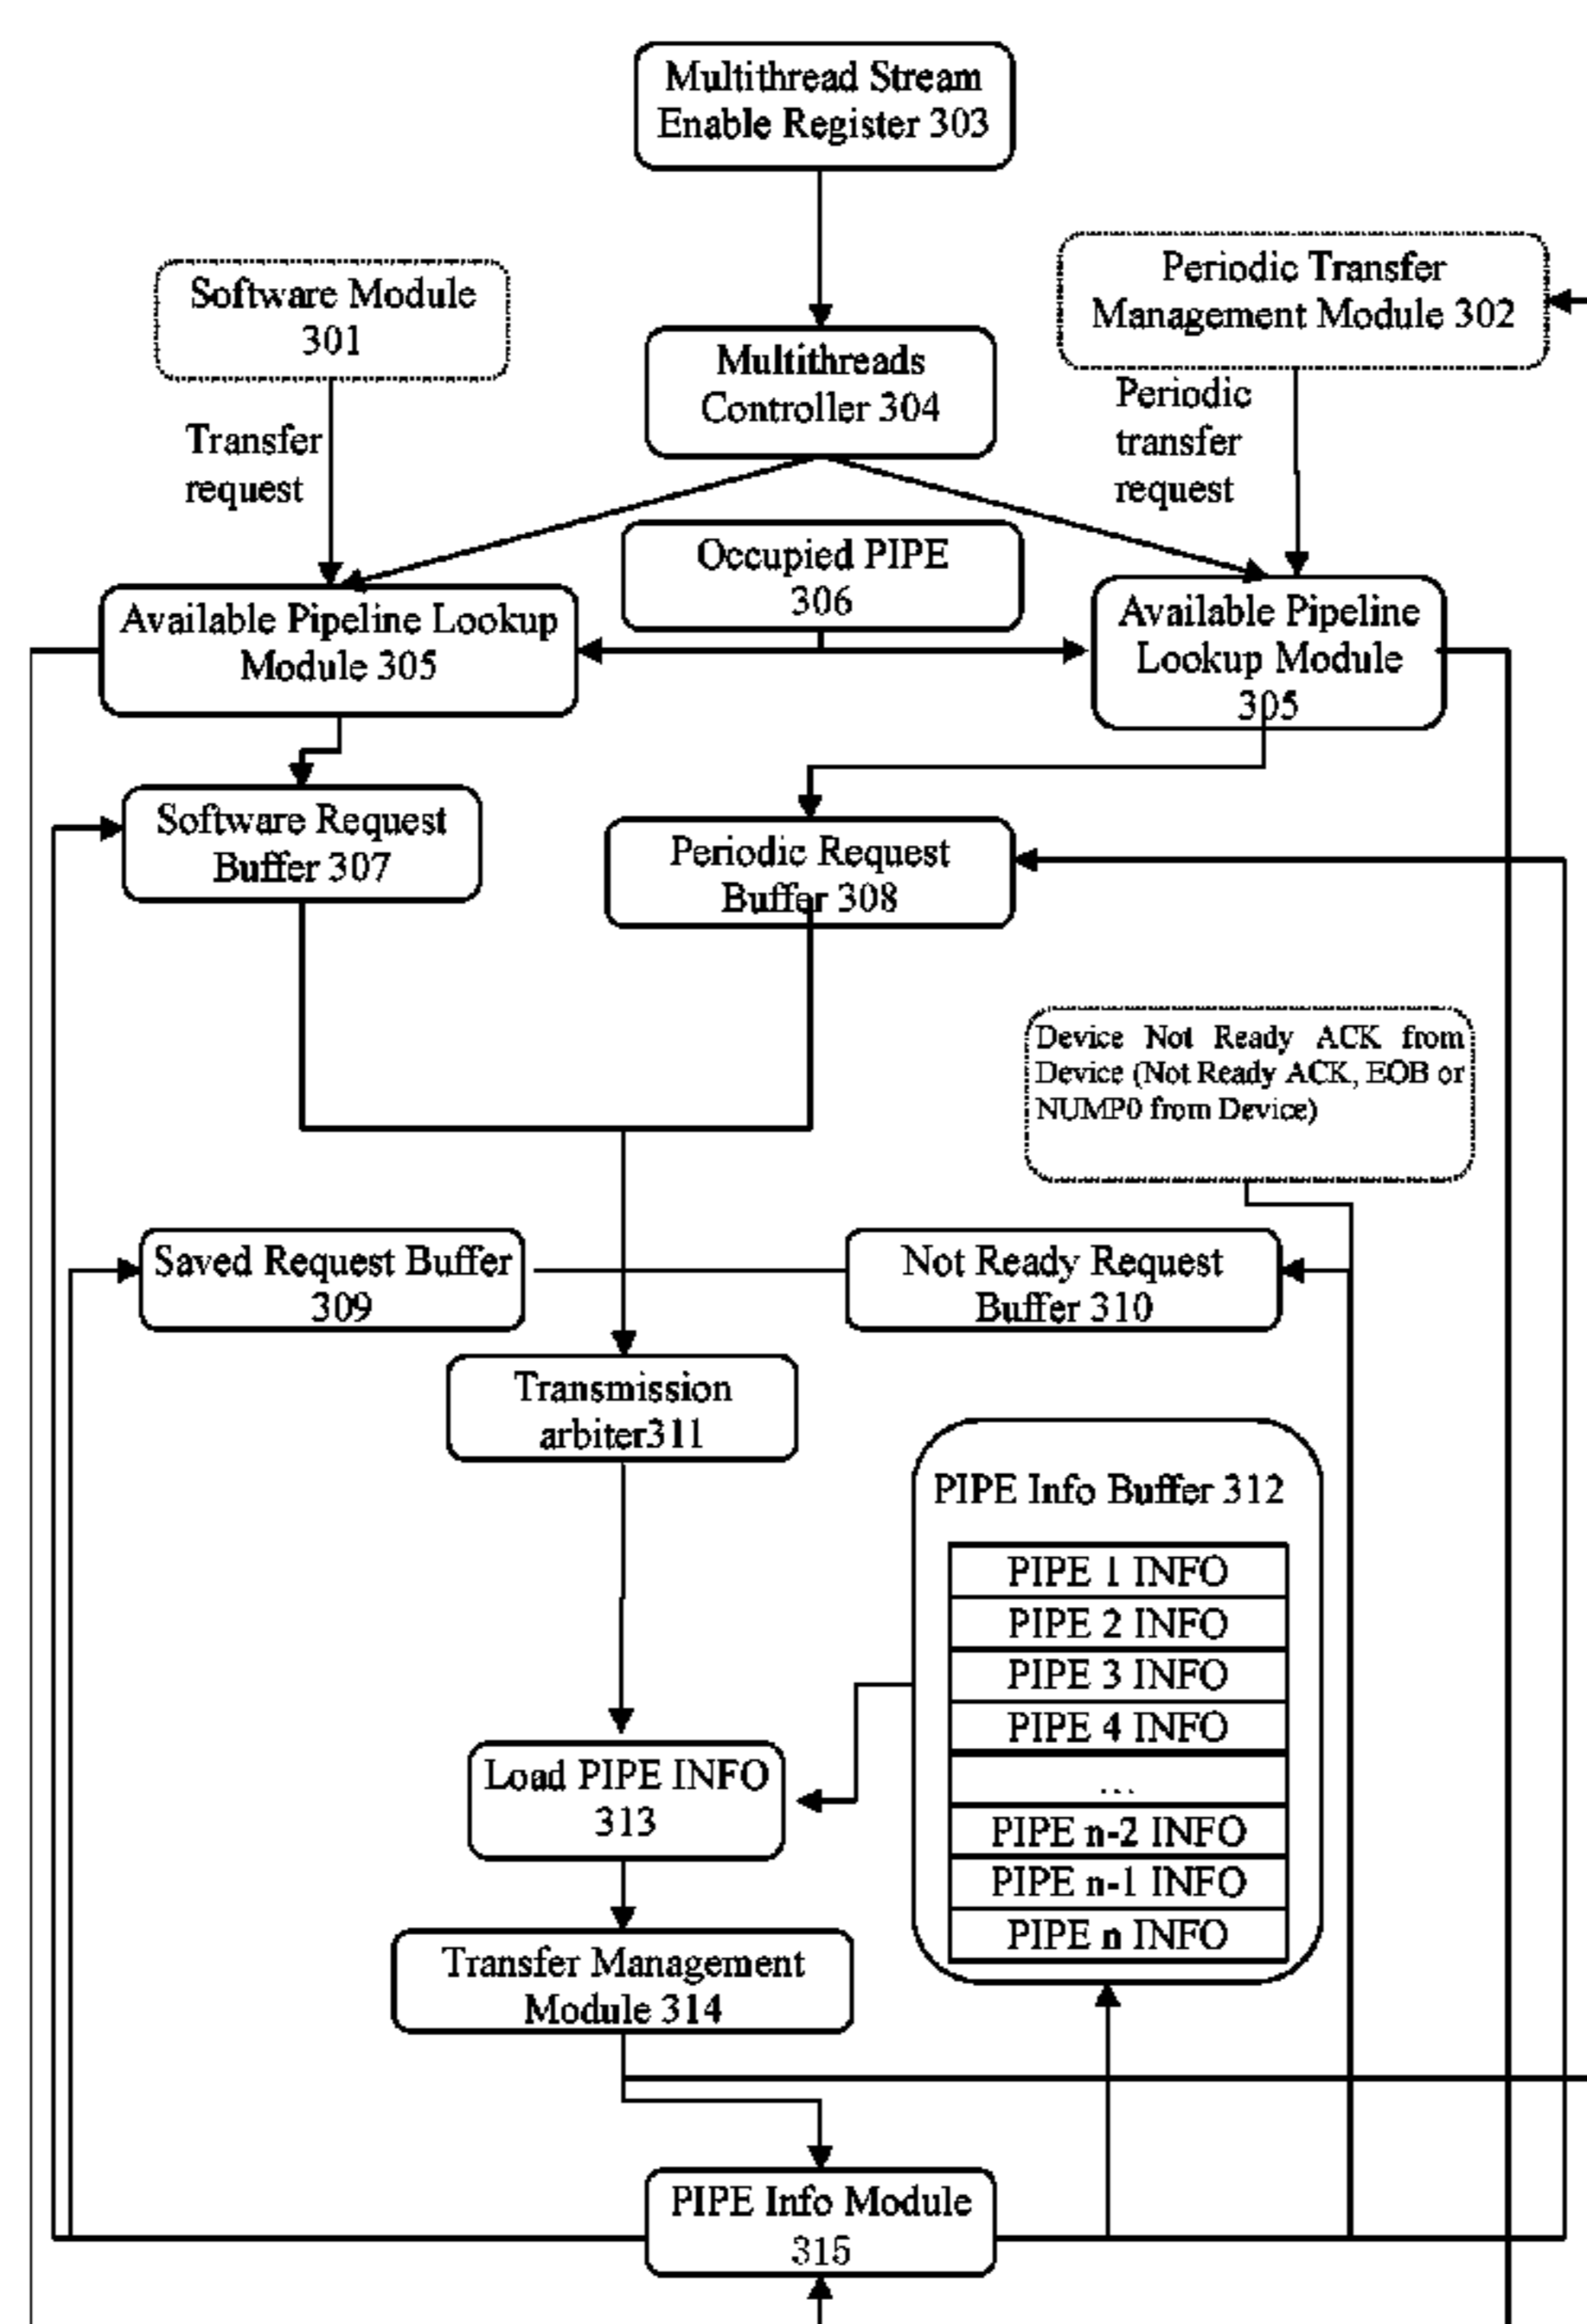 Multithread Stream
Enable Register 303
Software Module
301
Periodic Transfer
Management Module 302
Multithreads
Controller 304
Transfer
request
Periodic
transfer
request
Occupied PIPE
306
Available Pipeline Lookup
Module 305
Available Pipeline
Lookup Module
305
Software Request
Buffer 307
Periodic Request
Buffer 308
Device Not Ready ACK from
Device (Not Ready ACK, EOB or
NUMP0 from Device)
Saved Request Buffer
309
Not Ready Request
Buffer 310
Transmission
arbiter311
PIPE Info Buffer 312
PIPE 1 INFO
PIPE 2 INFO
PIPE 3 INFO
PIPE 4 INFO
...
PIPE n-2 INFO
PIPE n-1 INFO
PIPE n INFO
Load PIPE INFO
313
Transfer Management
Module 314
PIPE Info Module
315